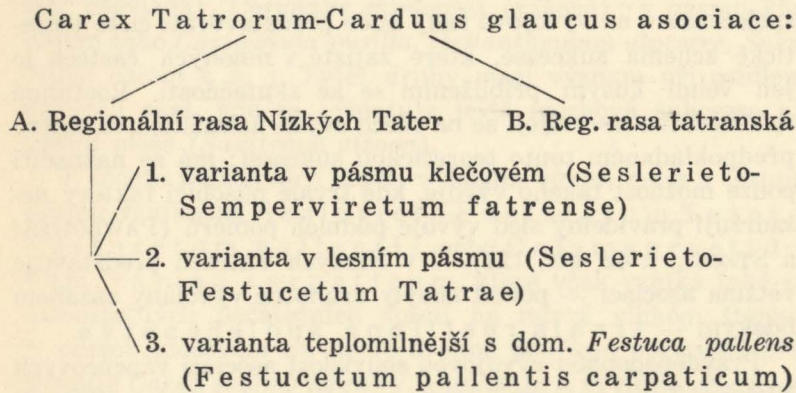 Carex Tatrorum-Carduus glaucus asociace:
A. Regionální rasa Nízkých Tater B. Reg. rasa tatranská
1. varianta v pásmu klečovém (Seslerieto-
Semperviretum fatrense)
2. varianta v lesním pásmu (Seslerieto-
Festucetum Tatrae)
3. varianta teplomilnější s dom. Festuca pallens
(Festucetum pallentis carpaticum)